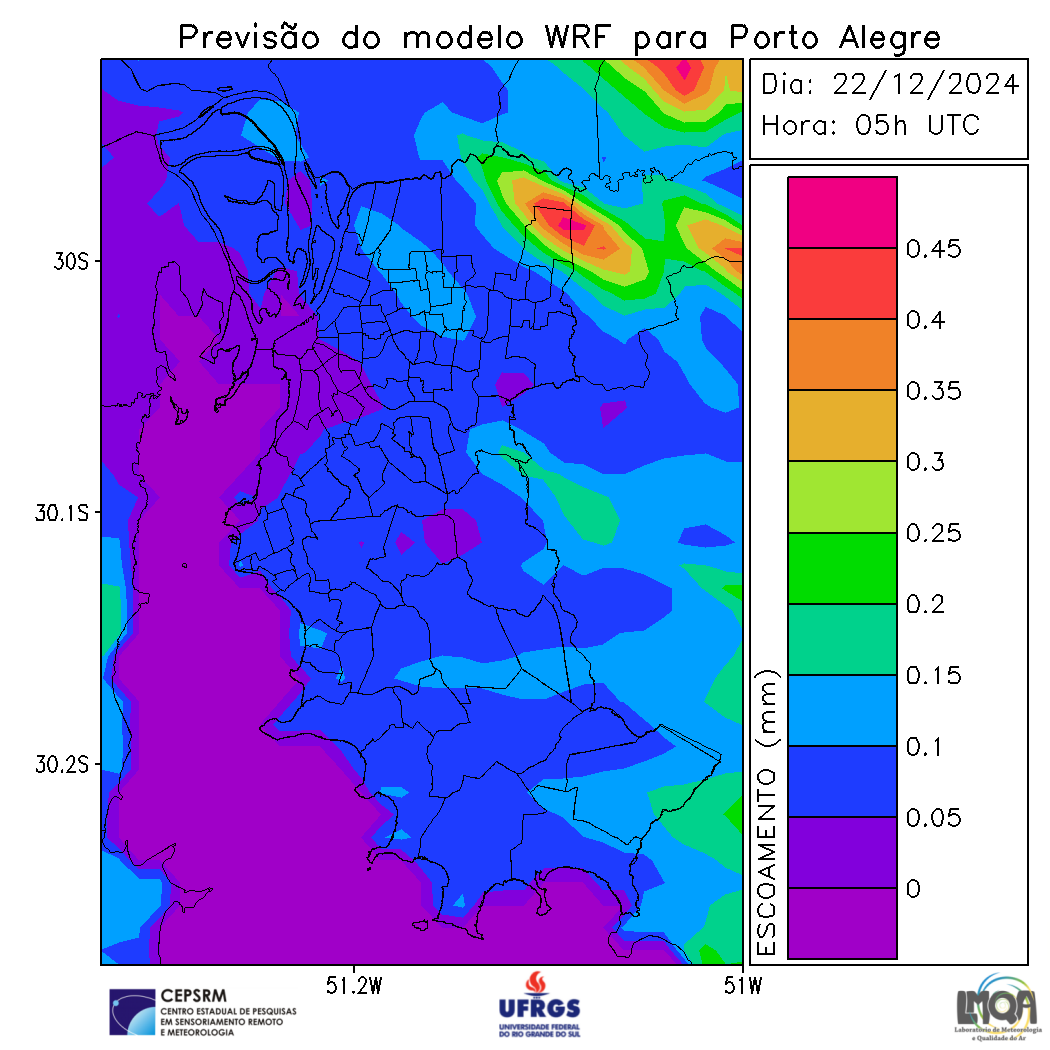 Previsão do modelo WRF para Porto Alegre
Dia: 22/12/2024
Hora: 05h UTC
30S
30.1S
30.2S
51.2W
51W
0.45
0.4
0.35
0.3
0.25
0.2
0.15
0.1
0.05
0
ESCOAMENTO (mm)
CEPSRM
CENTRO ESTADUAL DE PESQUISAS
EM SENSORIAMENTO REMOTO
E METEOROLOGIA
UFRGS
UNIVERSIDADE FEDERAL
DO RIO GRANDE DO SUL
LMQA
Laboratório de Meteorologia
e Qualidade do Ar